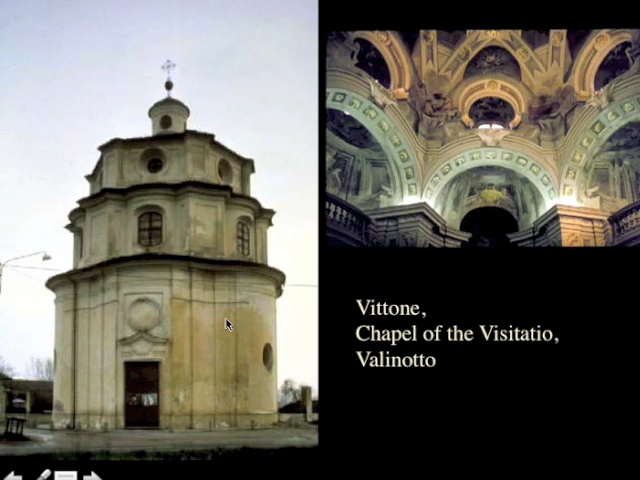 Vittone,
Chapel of the Visitatio,
Valinotto